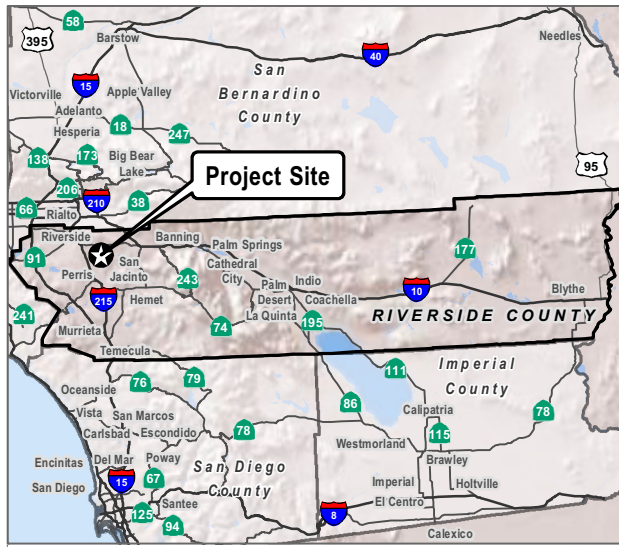 58
395
Barstow
Needles
40
San
Bernardino
County
15
Victorville
Apple Valley
Adelanto
Hesperia
18
247
138
173
Big Bear
Lake
95
Project Site
206
210
38
66
Rialto
Riverside
Banning
Palm Springs
177
91
San
Jacinto
Cathedral
City
Perris
243
Indio
10
Blythe
215
Hemet
Palm
Desert
Coachella
La Quinta
RIVERSIDE COUNTY
241
Murrieta
74
195
Temecula
Imperial
County
111
Oceanside
76
79
86
Vista
San Marcos
Calipatria
78
Carlsbad
Escondido
78
115
Westmorland
Encinitas
Del Mar
Poway
San Diego
County
Brawley
San Diego
15
67
Imperial
Holtville
Santee
El Centro
125
94
8
Calexico